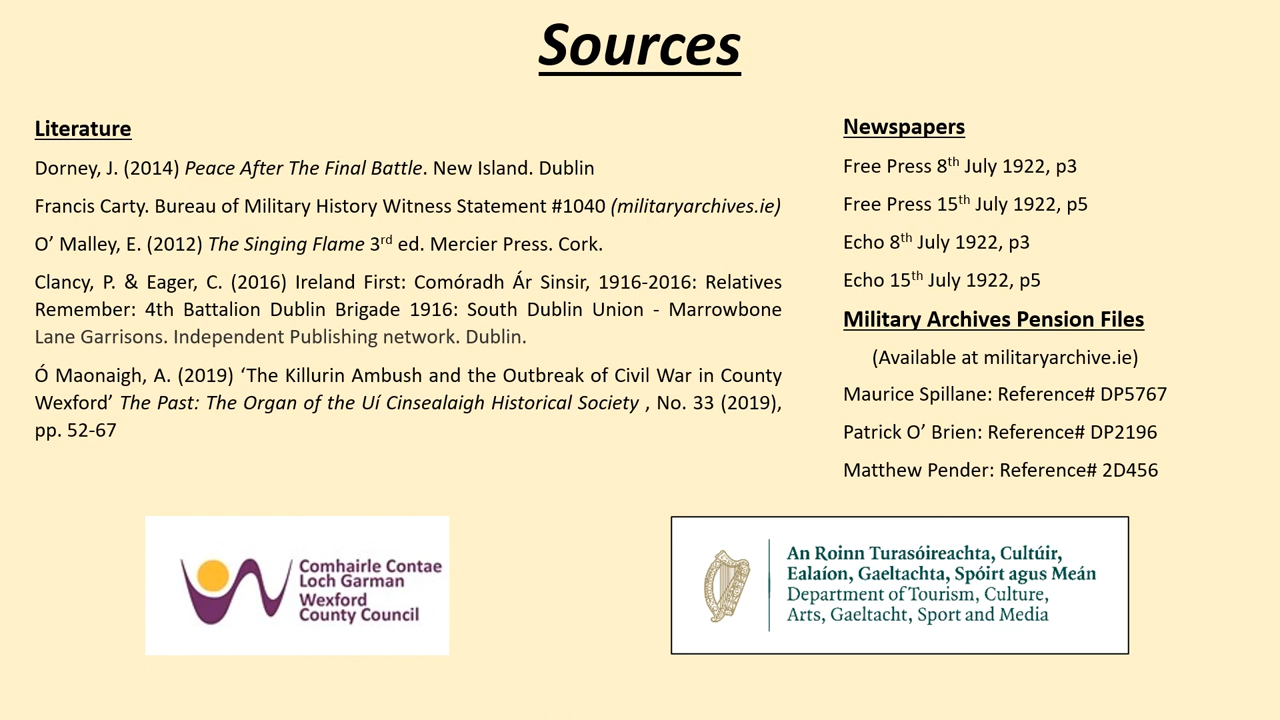 Sources
Literature
Dorney, J. (2014) Peace After The Final Battle. New Island. Dublin
Francis Carty. Bureau of Military History Witness Statement #1040 (militaryarchives.ie)
O’ Malley, E. (2012) The Singing Flame 3rd ed. Mercier Press. Cork.
Clancy, P. & Eager, C. (2016) Ireland First: Comóradh Ár Sinsir, 1916-2016: Relatives
Remember: 4th Battalion Dublin Brigade 1916: South Dublin Union - Marrowbone
Lane Garrisons. Independent Publishing network. Dublin.
Ó Maonaigh, A. (2019) ‘The Killurin Ambush and the Outbreak of Civil War in County
Wexford’ The Past: The Organ of the Uí Cinsealaigh Historical Society , No. 33 (2019),
pp. 52-67
Newspapers
Free Press 8th July 1922, p3
Free Press 15th July 1922, p5
Echo 8th July 1922, p3
Echo 15th July 1922, p5
Military Archives Pension Files
(Available at militaryarchive.ie)
Maurice Spillane: Reference# DP5767
Patrick O’ Brien: Reference# DP2196
Matthew Pender: Reference# 2D456
Comhairle Contae
Loch Garman
Wexford
County Council
An Roinn Turasóireachta, Cultúir,
Ealaíon, Gaeltachta, Spóirt agus Meán
Department of Tourism, Culture,
Arts, Gaeltacht, Sport and Media